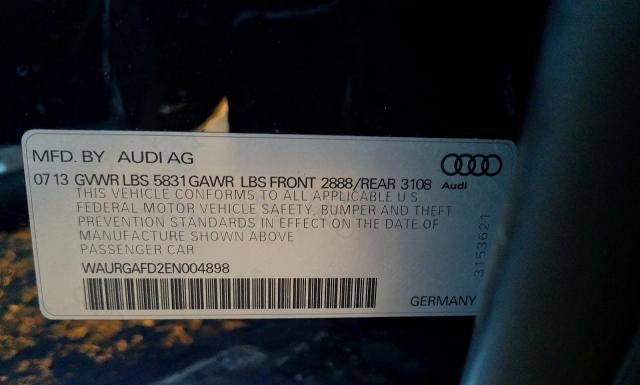 MFD. BY AUDI AG
07 13 GVWR LBS 5831 GAWR LBS FRONT 2888/REAR 3108
Audi
THIS VEHICLE CONFORMS TO ALL APPLICABLE U S
FEDERAL MOTOR VEHICLE SAFETY, BUMPER AND THEFT
PREVENTION STANDARDS IN EFFECT ON THE DATE OF
MANUFACTURE SHOWN ABOVE
PASSENGER CAR
WAURGAFD2EN004898
GERMANY
3153621